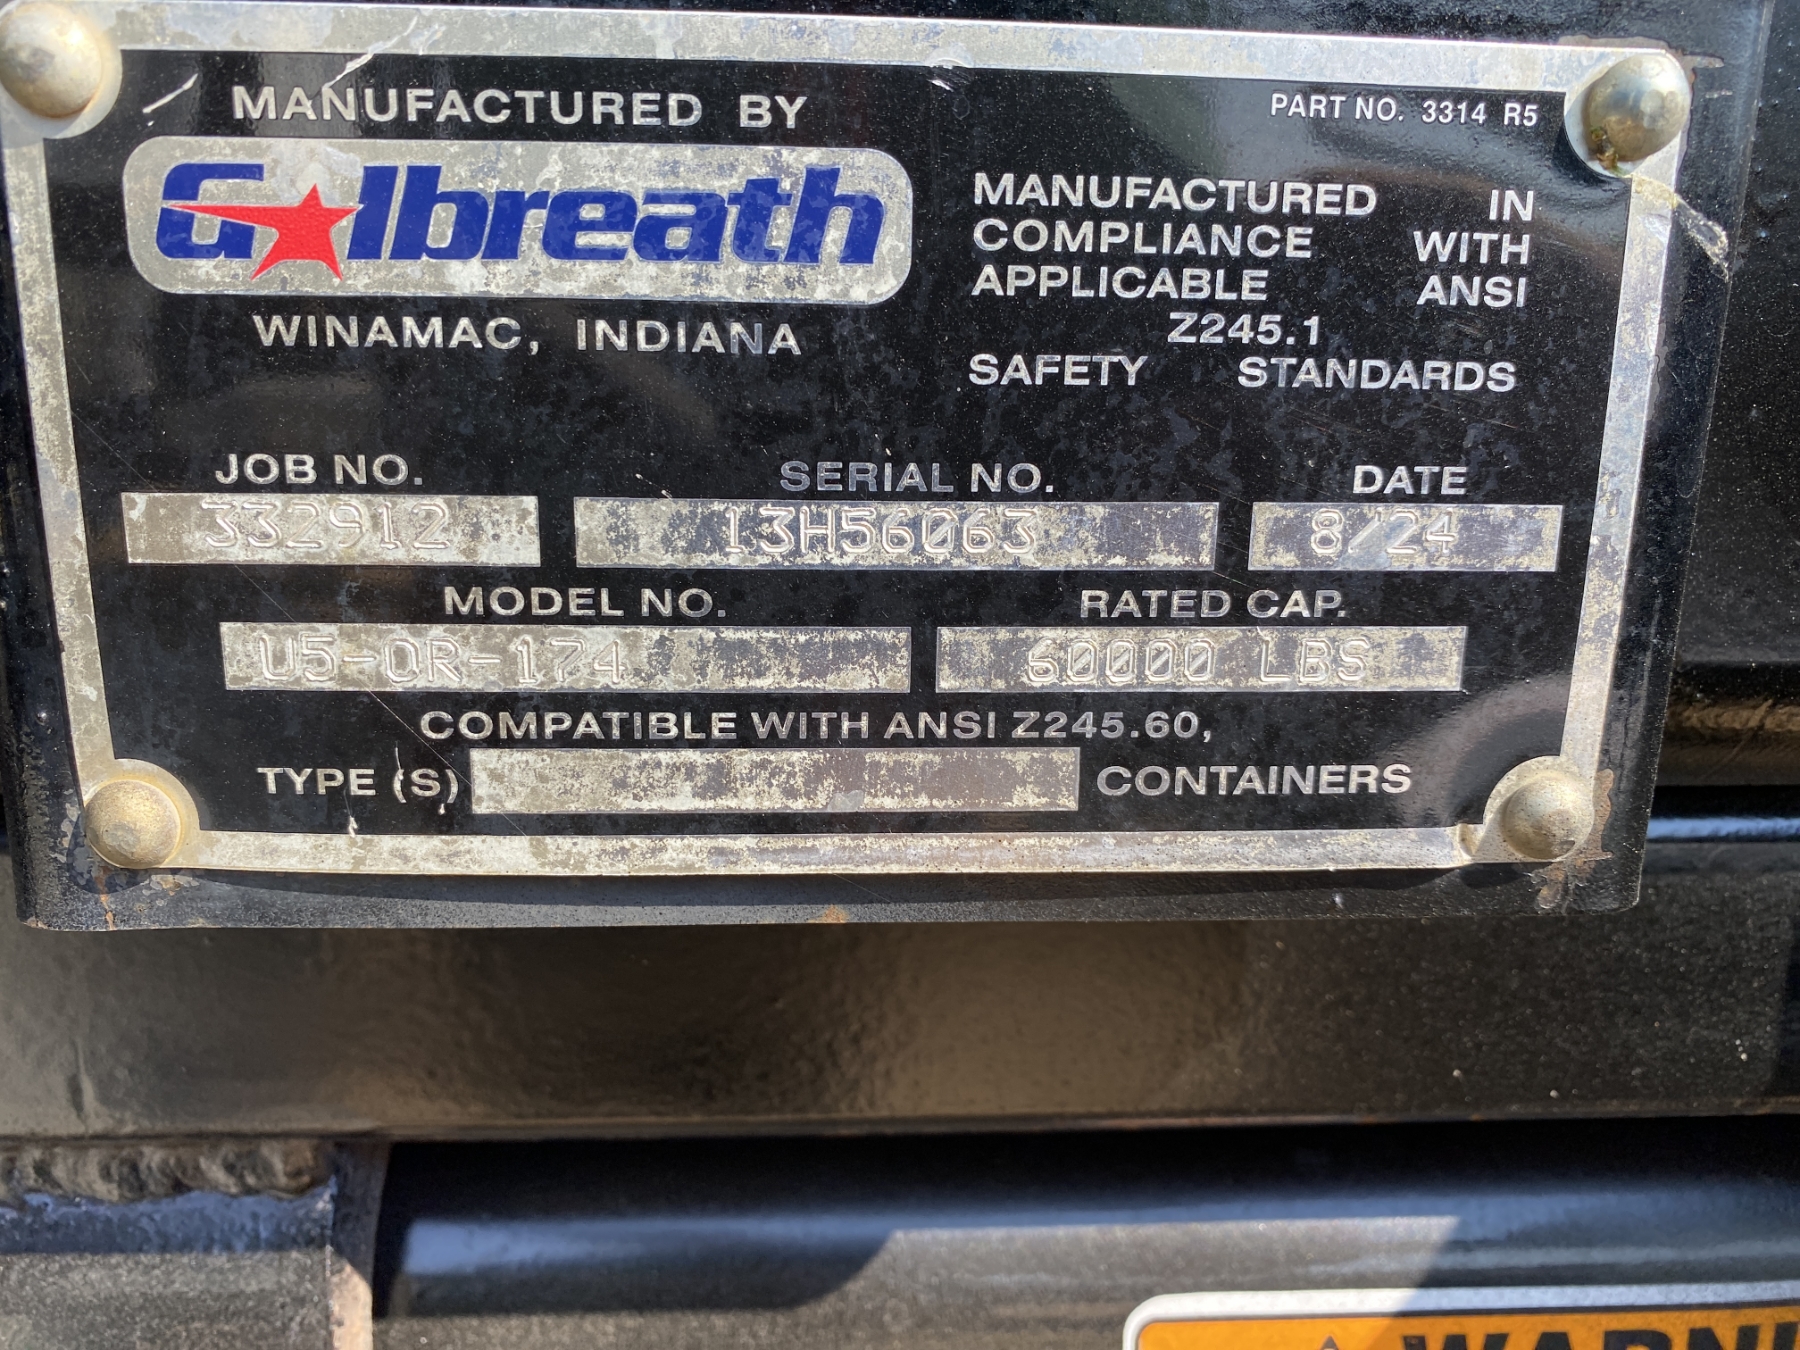 MANUFACTURED BY
Galbreath
WINAMAC, INDIANA
PART NO. 3314 R5
MANUFACTURED IN
COMPLIANCE WITH
APPLICABLE ANSI
Z245.1
SAFETY STANDARDS
JOB NO. SERIAL NO. DATE
332912 13H56063 8/24
MODEL NO. RATED CAP.
U5-OR-174 60000 LBS
COMPATIBLE WITH ANSI Z245.60,
TYPE (S) CONTAINERS